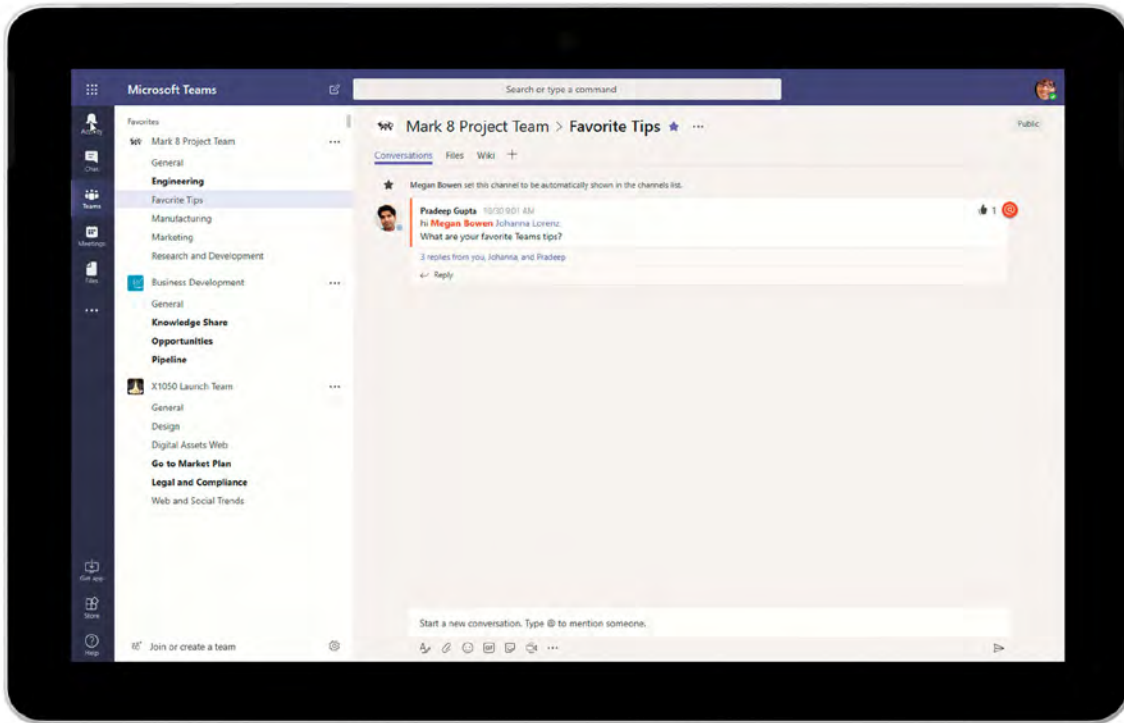 Microsoft Teams
Search or type a command
Activity
Chat
Teams
Meetings
Files
...
Get app
Store
Help
Favorites
Mark 8 Project Team
General
Engineering
Favorite Tips
Manufacturing
Marketing
Research and Development
Business Development
General
Knowledge Share
Opportunities
Pipeline
X1050 Launch Team
General
Design
Digital Assets Web
Go to Market Plan
Legal and Compliance
Web and Social Trends
Join or create a team
Mark 8 Project Team > Favorite Tips
Public
Conversations Files Wiki +
Megan Bowen set this channel to be automatically shown in the channels list.
Pradeep Gupta 10/30 9:01 AM
1
hi Megan Bowen Johanna Lorenz,
What are your favorite Teams tips?
3 replies from you, Johanna, and Pradeep
Reply
Start a new conversation. Type @ to mention someone.
GIF